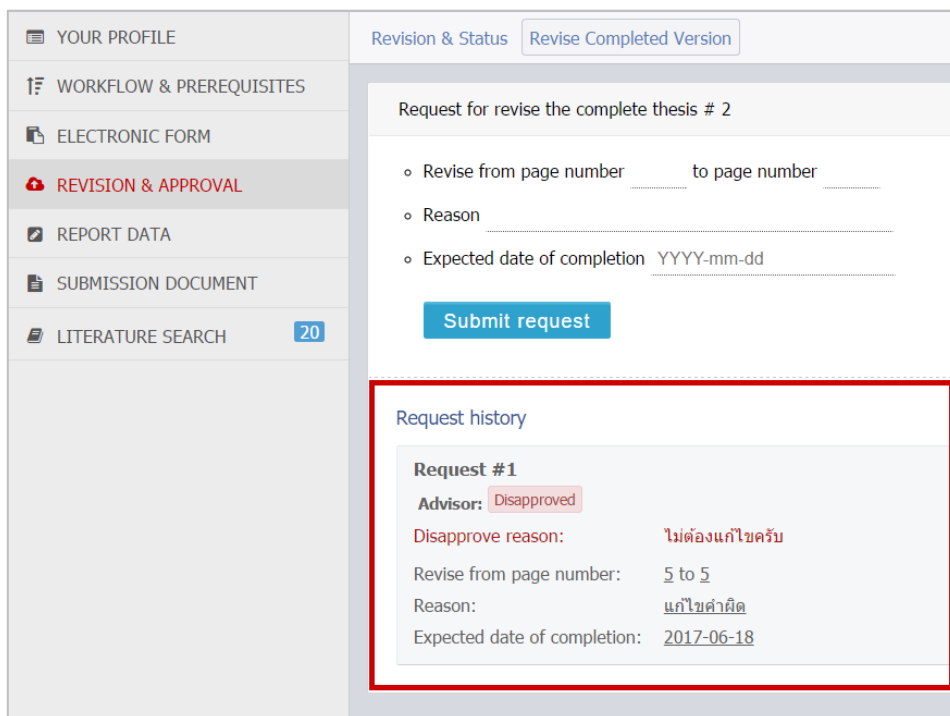 YOUR PROFILE
WORKFLOW & PREREQUISITES
ELECTRONIC FORM
REVISION & APPROVAL
REPORT DATA
SUBMISSION DOCUMENT
LITERATURE SEARCH 20
Revision & Status Revise Completed Version
Request for revise the complete thesis # 2
Revise from page number to page number
Reason
Expected date of completion YYYY-mm-dd
Submit request
Request history
Request #1
Advisor: Disapproved
Disapprove reason: ไม่ต้องแก้ไขครับ
Revise from page number: 5 to 5
Reason: แก้ไขคำผิด
Expected date of completion: 2017-06-18